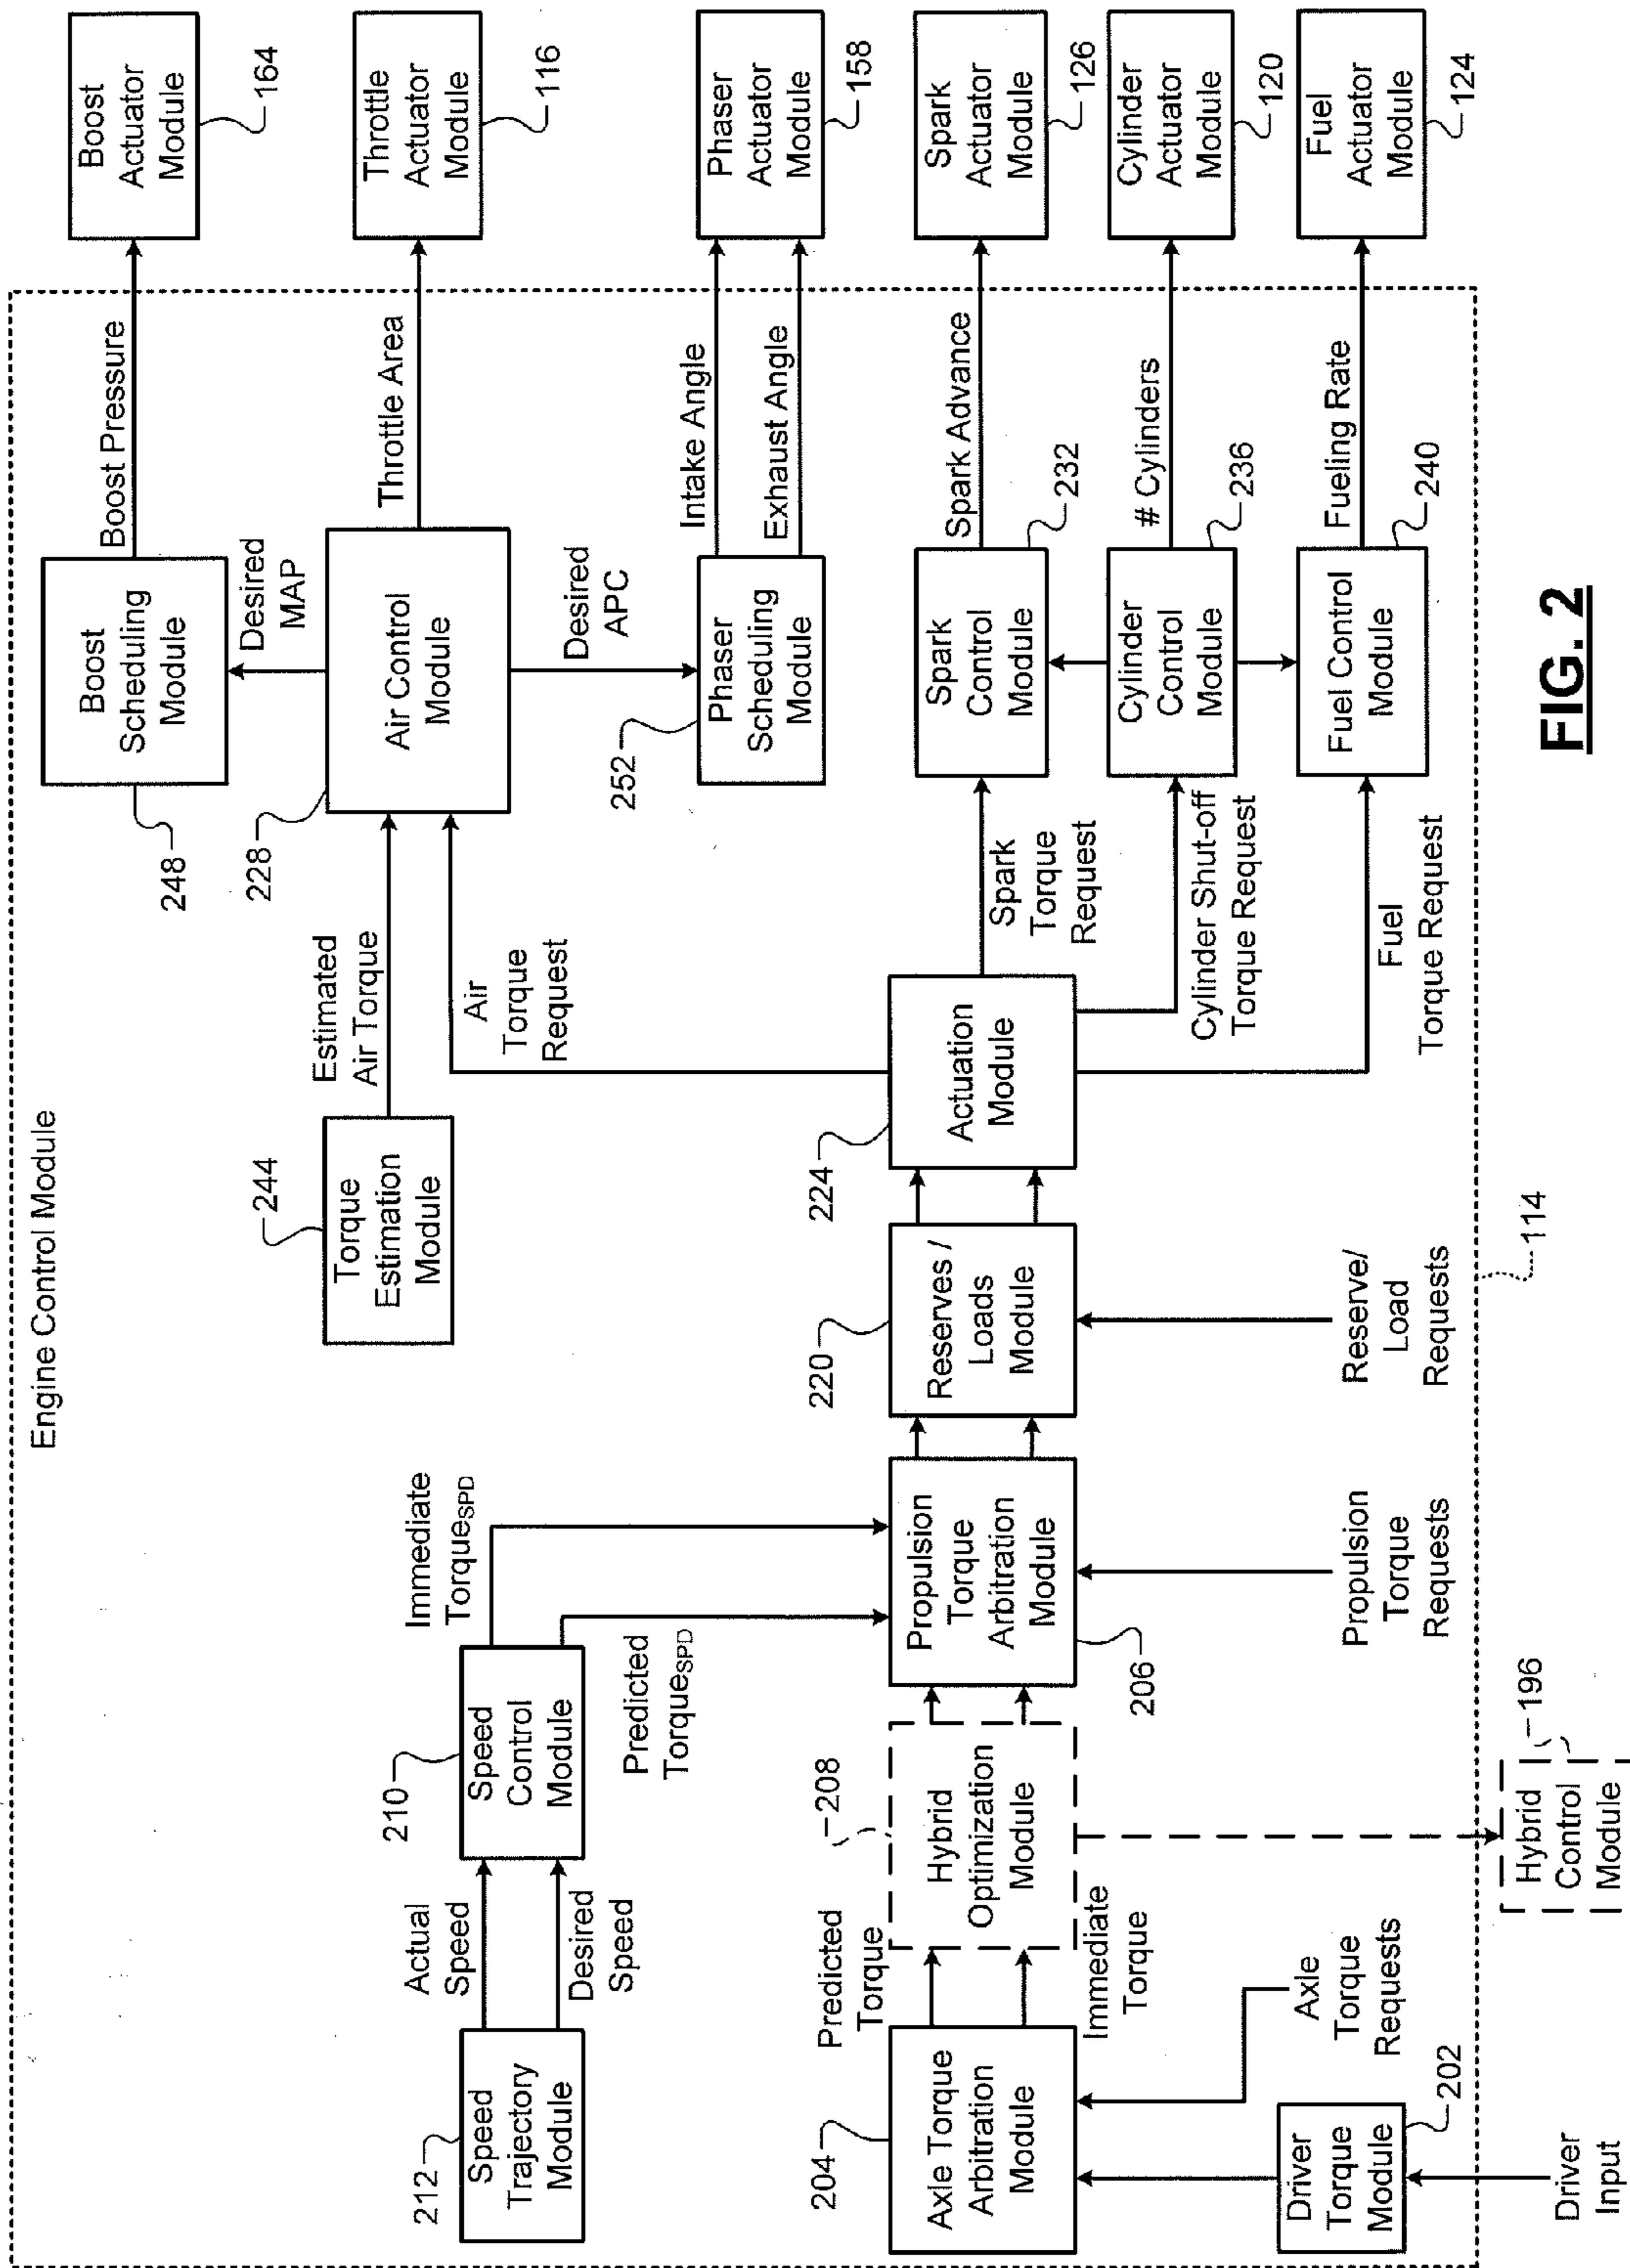 Engine Control Module
212
Speed
Trajectory
Module
Actual
Speed
Desired
Speed
210
Speed
Control
Module
Immediate
Torque_SPD
Predicted
Torque_SPD
244
Torque
Estimation
Module
Estimated
Air Torque
Air
Torque
Request
228
Air Control
Module
248
Boost
Scheduling
Module
Desired
MAP
Boost Pressure
Boost
Actuator
Module
164
Throttle Area
Throttle
Actuator
Module
116
Desired
APC
252
Phaser
Scheduling
Module
Intake Angle
Exhaust Angle
Phaser
Actuator
Module
158
204
Axle Torque
Arbitration
Module
Predicted
Torque
Immediate
Torque
208
Hybrid
Optimization
Module
206
Propulsion
Torque
Arbitration
Module
220
Reserves /
Loads
Module
224
Actuation
Module
Spark
Torque
Request
Spark
Control
Module
232
Spark Advance
Spark
Actuator
Module
126
Cylinder Shut-off
Torque Request
Cylinder
Control
Module
236
# Cylinders
Cylinder
Actuator
Module
120
Fuel
Torque Request
Fuel Control
Module
240
Fueling Rate
Fuel
Actuator
Module
124
Driver
Torque
Module
202
Axle
Torque
Requests
Propulsion
Torque
Requests
Reserve/
Load
Requests
114
Driver
Input
Hybrid
Control
Module
196
FIG. 2